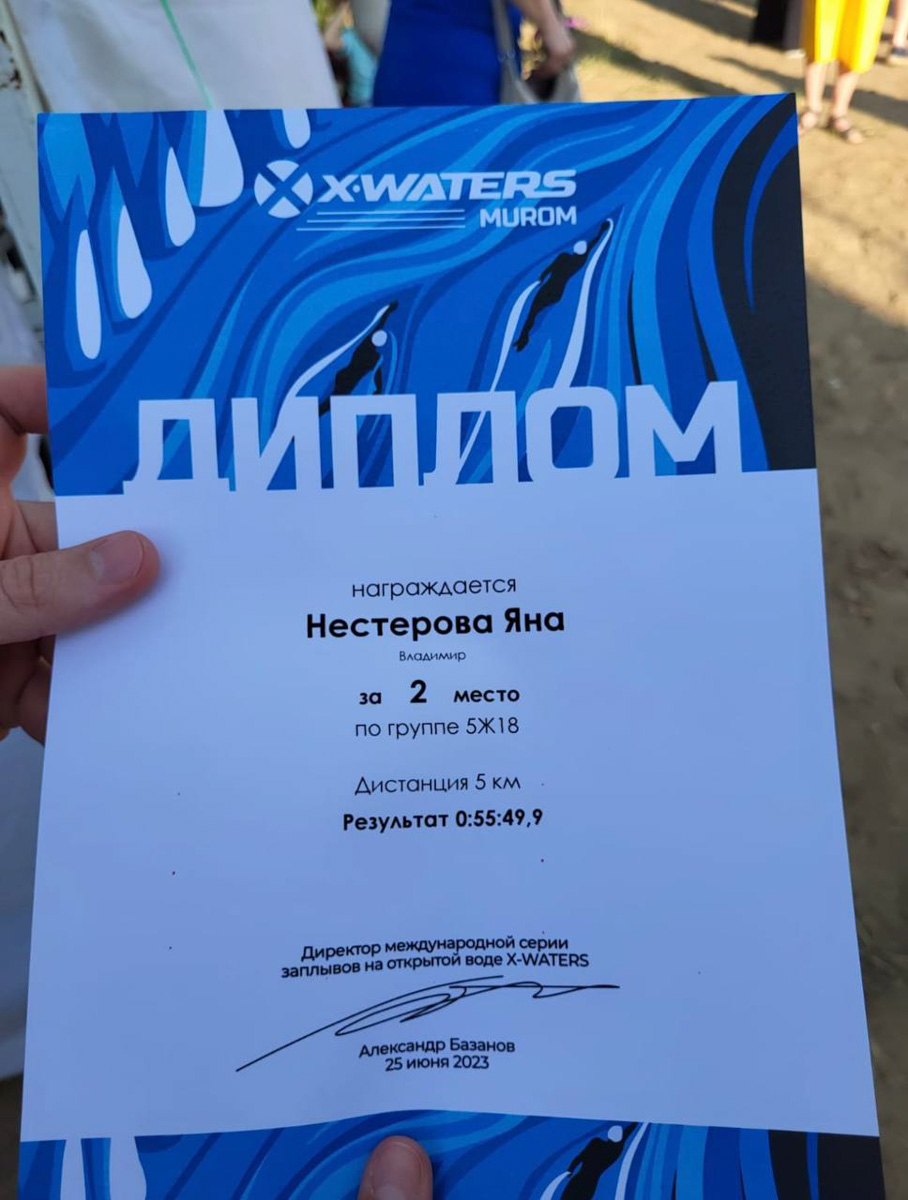 X·WATERS
MUROM
ДИПЛОМ
награждается
Нестерова Яна
Владимир
за 2 место
по группе 5Ж18
Дистанция 5 км
Результат 0:55:49,9
Директор международной серии
заплывов на открытой воде X-WATERS
Александр Базанов
25 июня 2023